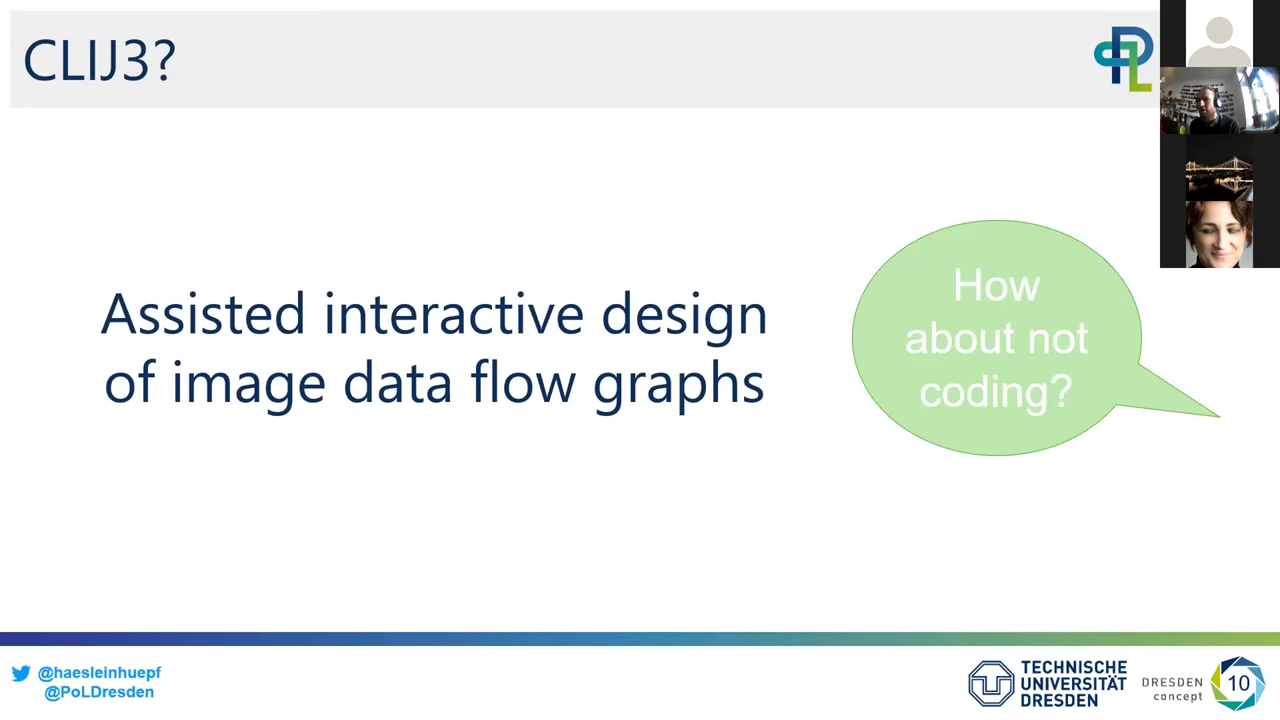 CLIJ3?
Assisted interactive design
of image data flow graphs
How
about not
coding?
@haesleinhuepf
@PoLDresden
TECHNISCHE
UNIVERSITÄT
DRESDEN
DRESDEN
concept
10